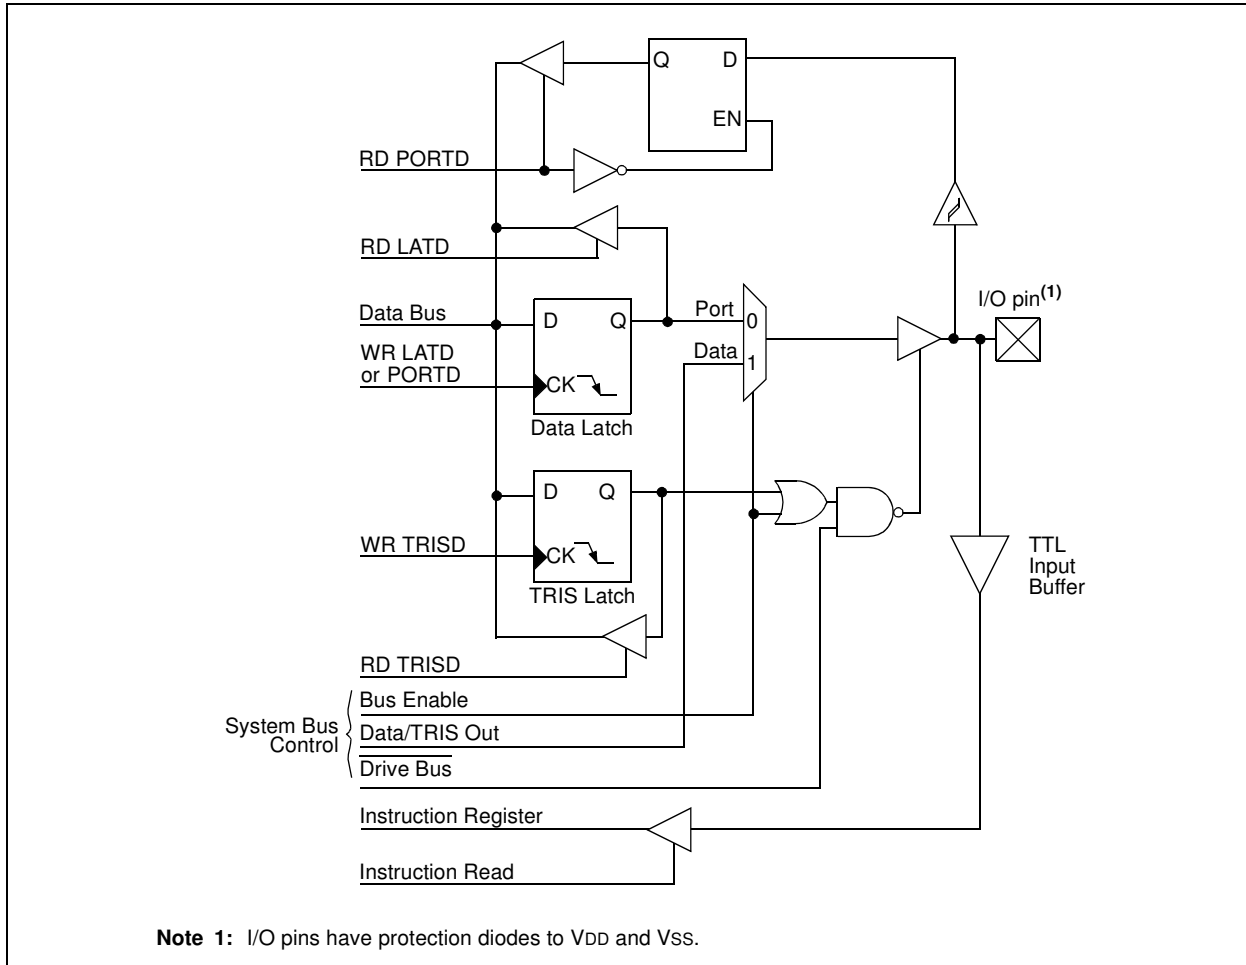 Q
D
EN
RD PORTD
RD LATD
I/O pin(1)
Data Bus
D
Q
Port
0
WR LATD
or PORTD
Data
1
CK
Data Latch
D
Q
WR TRISD
CK
TRIS Latch
TTL
Input
Buffer
RD TRISD
Bus Enable
System Bus
Control
Data/TRIS Out
Drive Bus
Instruction Register
Instruction Read
Note 1: I/O pins have protection diodes to VDD and VSS.